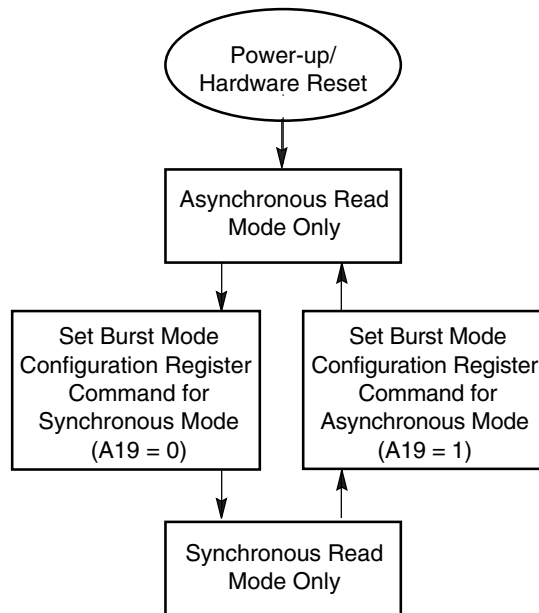 Power-up/
Hardware Reset
Asynchronous Read
Mode Only
Set Burst Mode
Configuration Register
Command for
Synchronous Mode
(A19 = 0)
Set Burst Mode
Configuration Register
Command for
Asynchronous Mode
(A19 = 1)
Synchronous Read
Mode Only